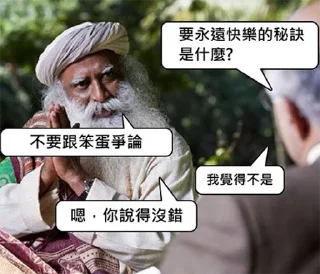 要永遠快樂的秘訣
是什麼?
不要跟笨蛋爭論
我覺得不是
嗯，你說得沒錯